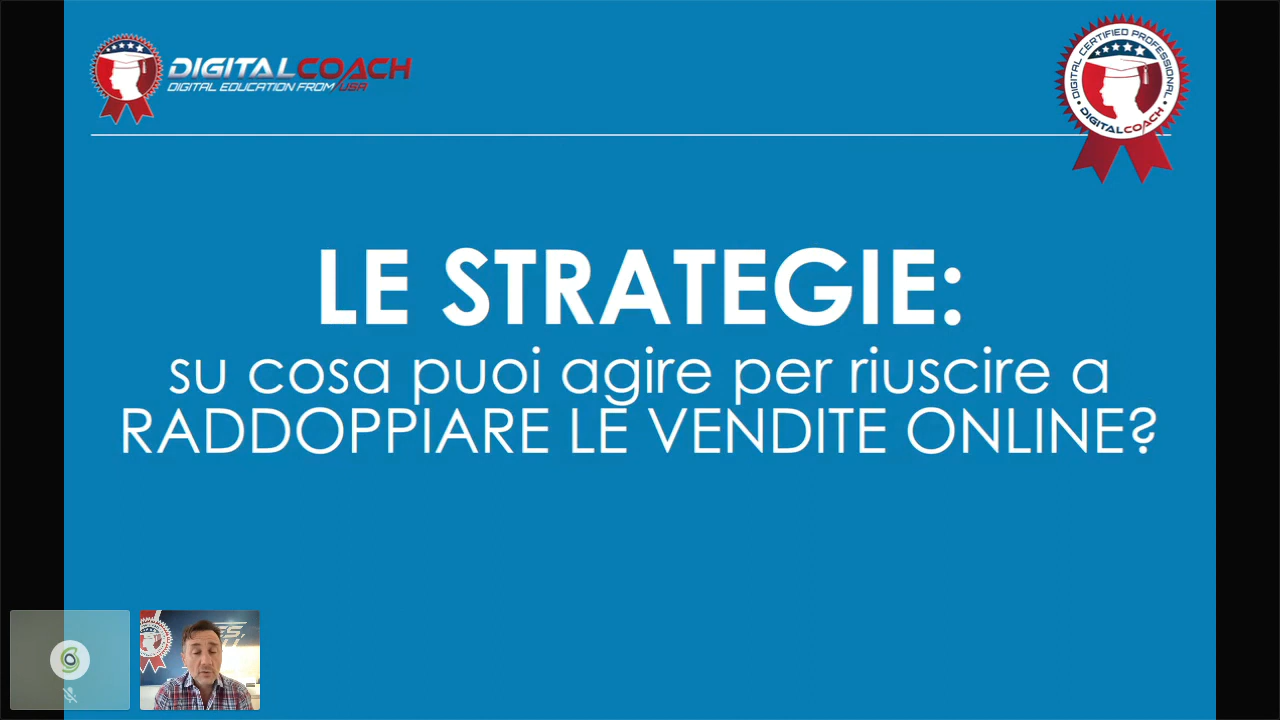 DIGITALCOACH
DIGITAL EDUCATION FROM USA
DIGITAL CERTIFIED PROFESSIONAL
DIGITALCOACH
LE STRATEGIE:
su cosa puoi agire per riuscire a
RADDOPPIARE LE VENDITE ONLINE?